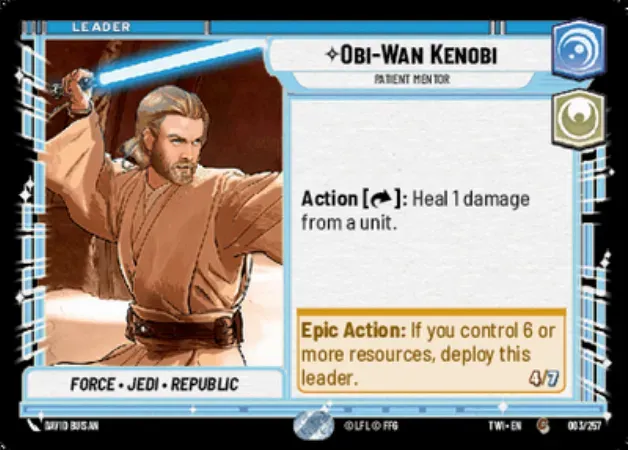 LEADER
✧OBI-WAN KENOBI
PATIENT MENTOR
Action [↷]: Heal 1 damage
from a unit.
Epic Action: If you control 6 or
more resources, deploy this
leader.
4/7
FORCE • JEDI • REPUBLIC
DAVID BUISAN
©LFL © FFG
TWI • EN
C
003/257